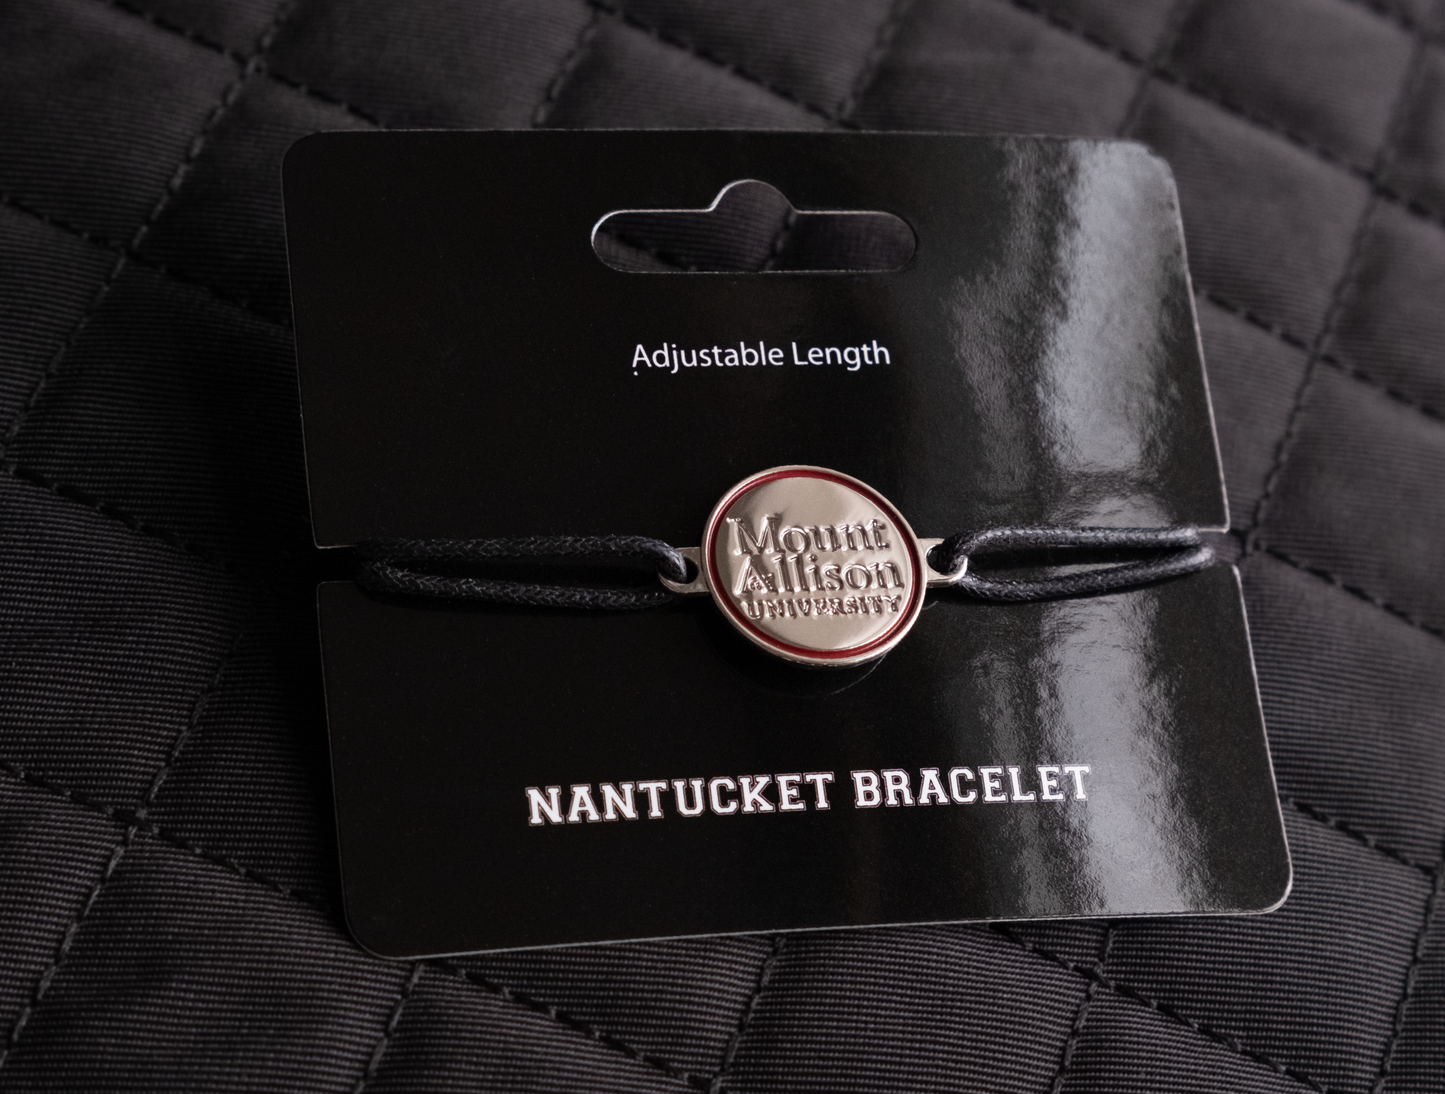 Adjustable Length
Mount
Allison
UNIVERSITY
NANTUCKET BRACELET